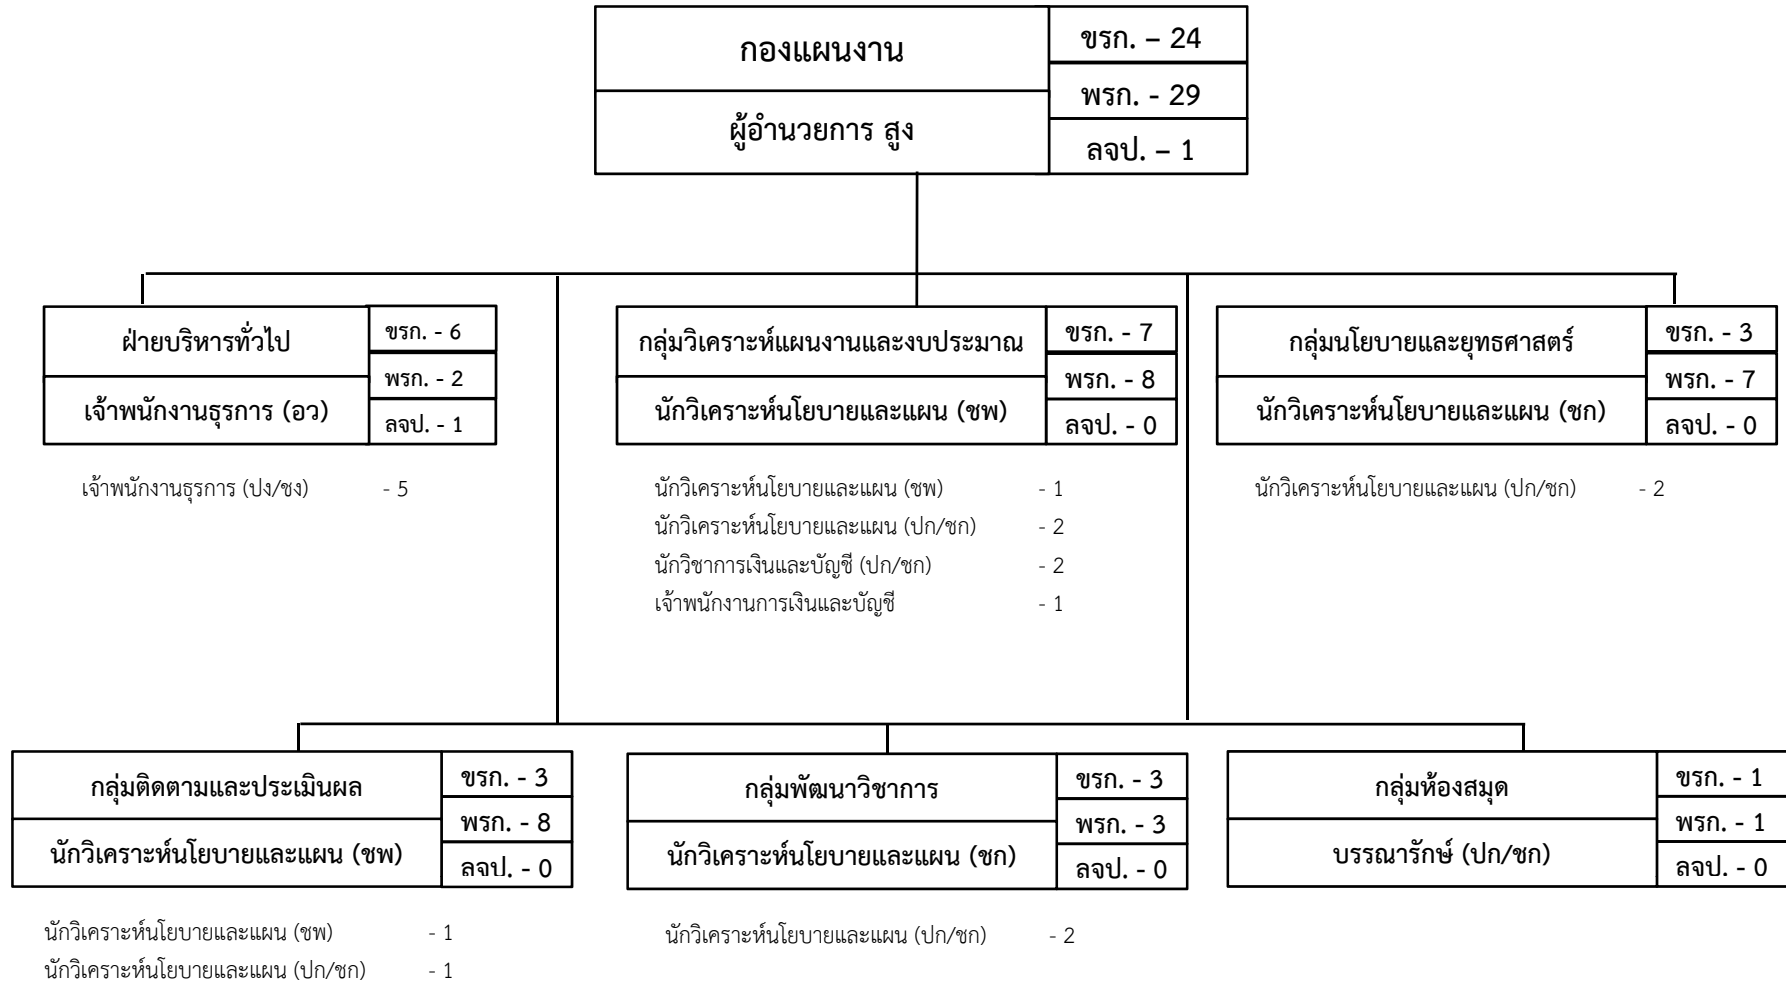 กองแผนงาน
ผู้อำนวยการ สูง
ขรก. – 24
พรก. - 29
ลจป. – 1
ฝ่ายบริหารทั่วไป
เจ้าพนักงานธุรการ (อว)
ขรก. - 6
พรก. - 2
ลจป. - 1
เจ้าพนักงานธุรการ (ปง/ชง) - 5
กลุ่มวิเคราะห์แผนงานและงบประมาณ
นักวิเคราะห์นโยบายและแผน (ชพ)
ขรก. - 7
พรก. - 8
ลจป. - 0
นักวิเคราะห์นโยบายและแผน (ชพ) - 1
นักวิเคราะห์นโยบายและแผน (ปก/ชก) - 2
นักวิชาการเงินและบัญชี (ปก/ชก) - 2
เจ้าพนักงานการเงินและบัญชี - 1
กลุ่มนโยบายและยุทธศาสตร์
นักวิเคราะห์นโยบายและแผน (ชก)
ขรก. - 3
พรก. - 7
ลจป. - 0
นักวิเคราะห์นโยบายและแผน (ปก/ชก) - 2
กลุ่มติดตามและประเมินผล
นักวิเคราะห์นโยบายและแผน (ชพ)
ขรก. - 3
พรก. - 8
ลจป. - 0
นักวิเคราะห์นโยบายและแผน (ชพ) - 1
นักวิเคราะห์นโยบายและแผน (ปก/ชก) - 1
กลุ่มพัฒนาวิชาการ
นักวิเคราะห์นโยบายและแผน (ชก)
ขรก. - 3
พรก. - 3
ลจป. - 0
นักวิเคราะห์นโยบายและแผน (ปก/ชก) - 2
กลุ่มห้องสมุด
บรรณารักษ์ (ปก/ชก)
ขรก. - 1
พรก. - 1
ลจป. - 0